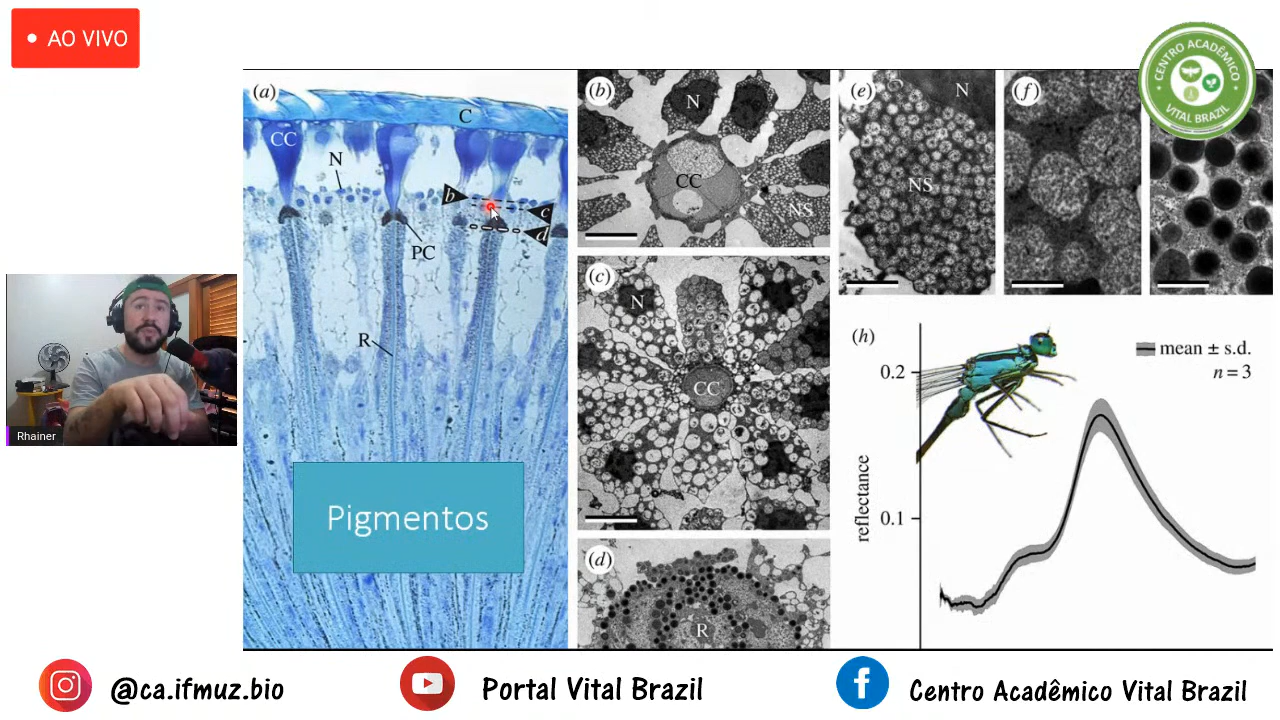 • AO VIVO
CENTRO ACADÊMICO
VITAL BRAZIL
(a)
C
CC
N
b
c
d
PC
R
Pigmentos
(b)
N
CC
NS
(c)
N
CC
(d)
R
(e)
N
NS
(f)
(h)
mean ± s.d.
n = 3
0.2
0.1
reflectance
Rhainer
@ca.ifmuz.bio
Portal Vital Brazil
Centro Acadêmico Vital Brazil